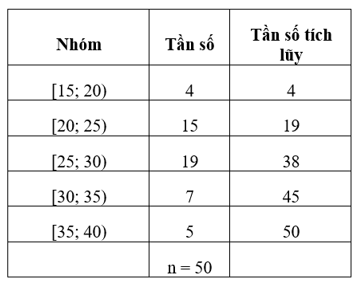 Nhóm Tần số Tần số tích
lũy
[15; 20) 4 4
[20; 25) 15 19
[25; 30) 19 38
[30; 35) 7 45
[35; 40) 5 50
n = 50